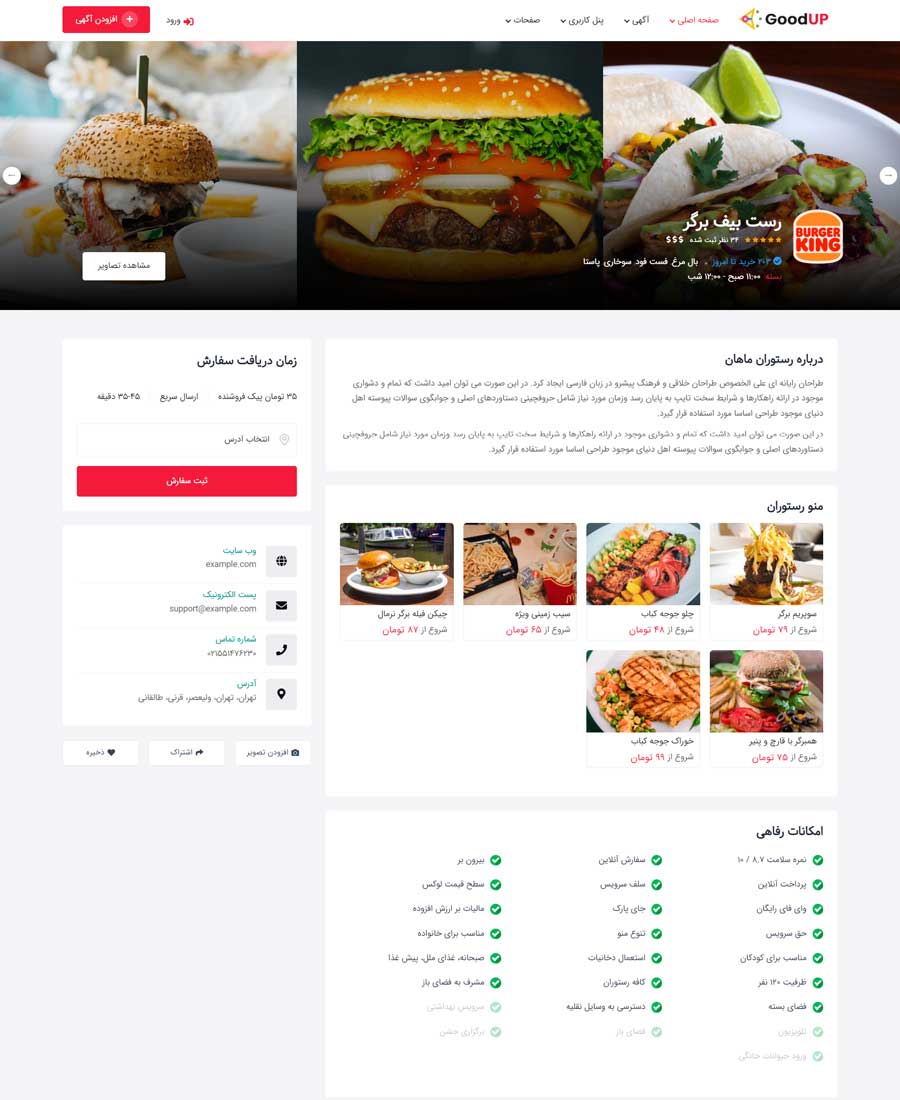 GoodUP
صفحه اصلی
آگهی
پنل کاربری
صفحات
ورود
افزودن آگهی
رست بیف برگر
۳۴ نظر ثبت شده $$$
۲۰۳ خرید تا امروز . بال مرغ, فست فود, سوخاری, پاستا
بسته ۱۱:۰۰ صبح - ۱۲:۰۰ شب
BURGER
KING
مشاهده تصاویر
درباره رستوران ماهان
طراحان رایانه ای علی الخصوص طراحان خلاقی و فرهنگ پیشرو در زبان فارسی ایجاد کرد. در این صورت می توان امید داشت که تمام و دشواری
موجود در ارائه راهکارها و شرایط سخت تایپ به پایان رسد وزمان مورد نیاز شامل حروفچینی دستاوردهای اصلی و جوابگوی سوالات پیوسته اهل
دنیای موجود طراحی اساسا مورد استفاده قرار گیرد.
در این صورت می توان امید داشت که تمام و دشواری موجود در ارائه راهکارها و شرایط سخت تایپ به پایان رسد وزمان مورد نیاز شامل حروفچینی
دستاوردهای اصلی و جوابگوی سوالات پیوسته اهل دنیای موجود طراحی اساسا مورد استفاده قرار گیرد.
منو رستوران
سوپریم برگر
شروع از ۷۹ تومان
چلو جوجه کباب
شروع از ۴۸ تومان
سیب زمینی ویژه
شروع از ۶۵ تومان
چیکن فیله برگر نرمال
شروع از ۸۷ تومان
همبرگر با قارچ و پنیر
شروع از ۷۵ تومان
خوراک جوجه کباب
شروع از ۹۹ تومان
امکانات رفاهی
نمره سلامت ۸.۷ / ۱۰
سفارش آنلاین
بیرون بر
پرداخت آنلاین
سلف سرویس
سطح قیمت لوکس
وای فای رایگان
جای پارک
مالیات بر ارزش افزوده
حق سرویس
تنوع منو
مناسب برای خانواده
مناسب برای کودکان
استعمال دخانیات
صبحانه، غذای ملل، پیش غذا
ظرفیت ۱۲۰ نفر
کافه رستوران
مشرف به فضای باز
فضای بسته
دسترسی به وسایل نقلیه
سرویس بهداشتی
تلویزیون
فضای باز
برگزاری جشن
ورود حیوانات خانگی
زمان دریافت سفارش
۳۵ تومان پیک فروشنده
ارسال سریع
۳۵-۴۵ دقیقه
انتخاب آدرس
ثبت سفارش
وب سایت
example.com
پست الکترونیک
support@example.com
شماره تماس
۰۲۱۵۵۱۴۷۶۲۳۰
آدرس
تهران، تهران، ولیعصر، قرنی، طالقانی
افزودن تصویر
اشتراک
ذخیره